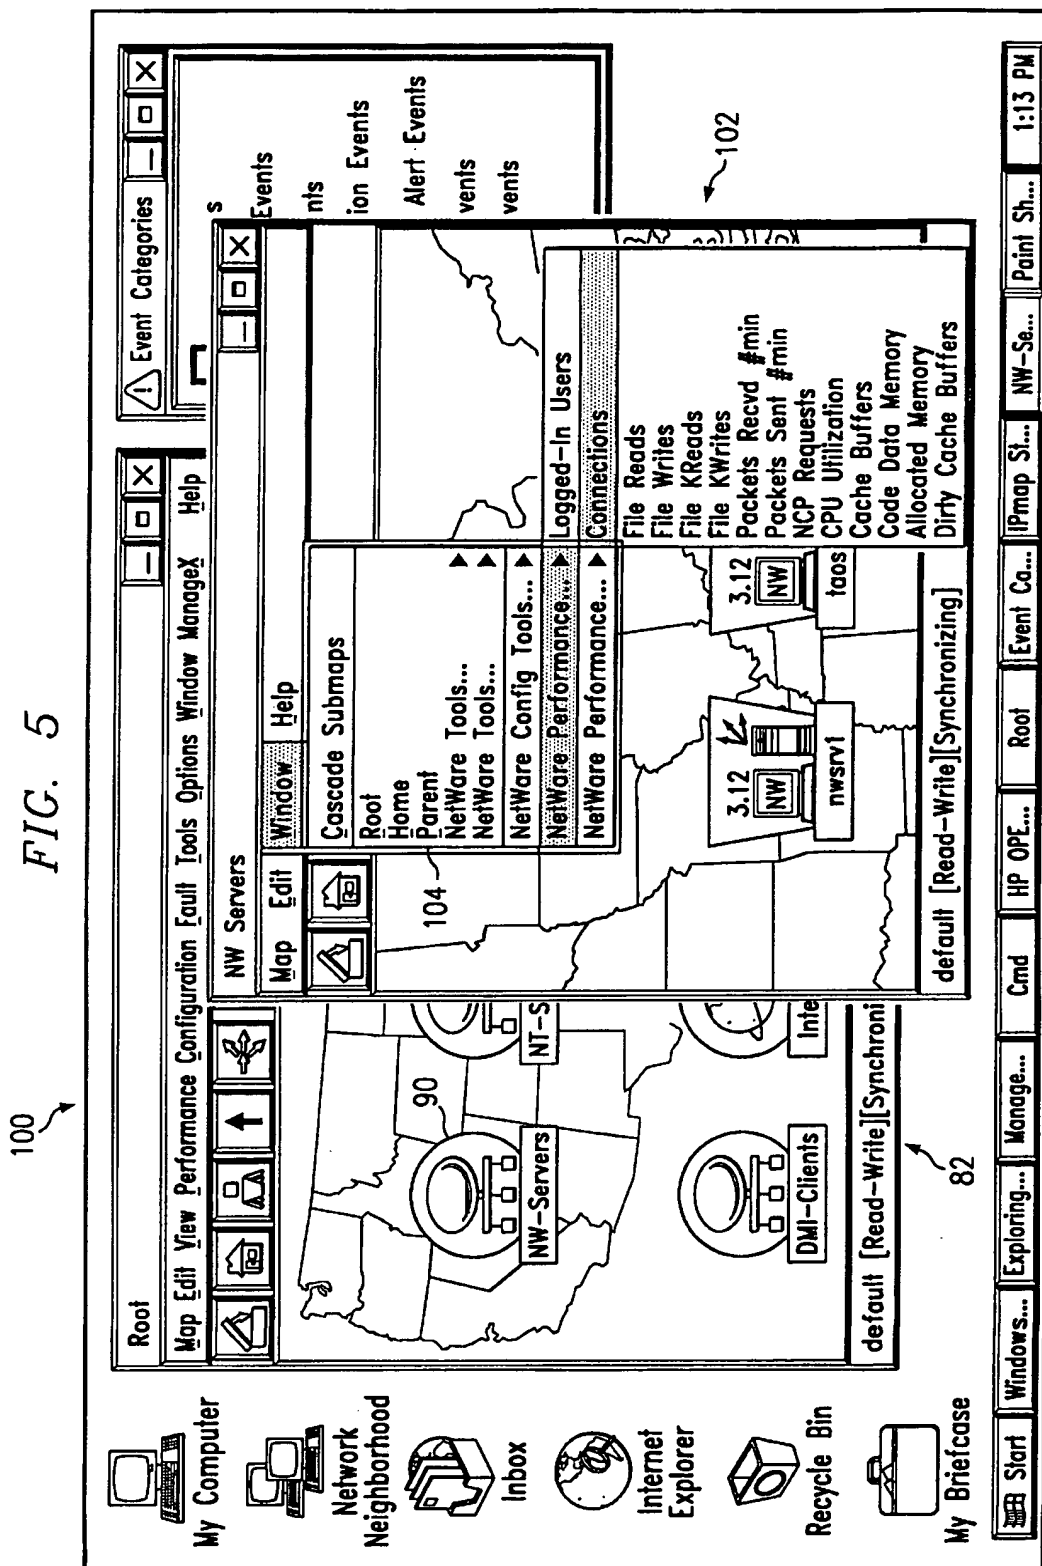 FIG. 5
100
My Computer
Network
Neighborhood
Inbox
Internet
Explorer
Recycle Bin
My Briefcase
Root
Map Edit View Performance Configuration Fault Tools Options Window ManageX Help
90
NW-Servers
NT-S
DMI-Clients
Inte
default [Read-Write][Synchroni
82
Event Categories
s
Events
nts
ion Events
Alert Events
vents
vents
NW Servers
Map Edit Window Help
Cascade Submaps
Root
Home
Parent
NetWare Tools...
NetWare Tools...
NetWare Config Tools...
NetWare Performance...
NetWare Performance...
104
Logged-In Users
Connections
File Reads
File Writes
File KReads
File KWrites
Packets Recvd #min
Packets Sent #min
NCP Requests
CPU Utilization
Cache Buffers
Code Data Memory
Allocated Memory
Dirty Cache Buffers
3.12
NW
nwsrv1
3.12
NW
taos
default [Read-Write][Synchronizing]
102
Start Windows... Exploring... Manage... Cmd HP OPE... Root Event Ca... IPmap St... NW-Se... Paint Sh... 1:13 PM